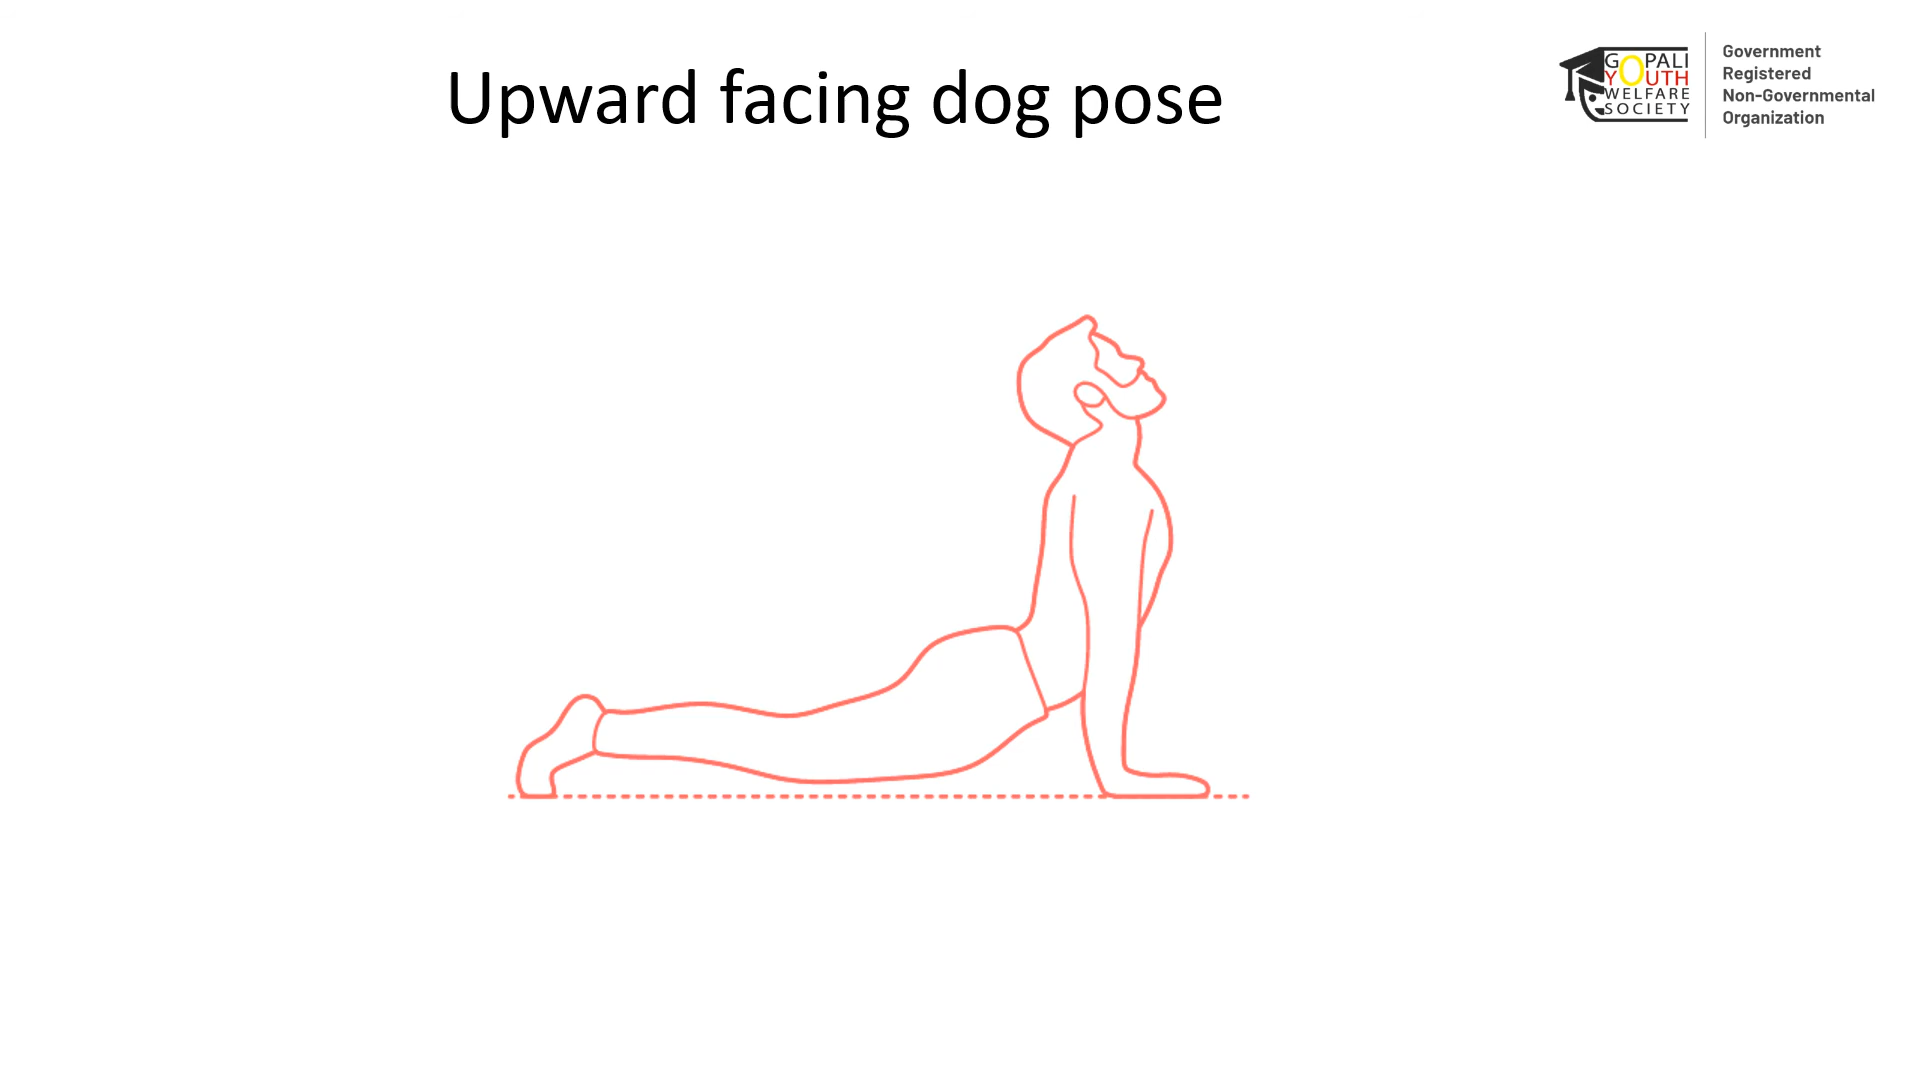 Upward facing dog pose
GOPALI
YOUTH
WELFARE
SOCIETY
Government
Registered
Non-Governmental
Organization